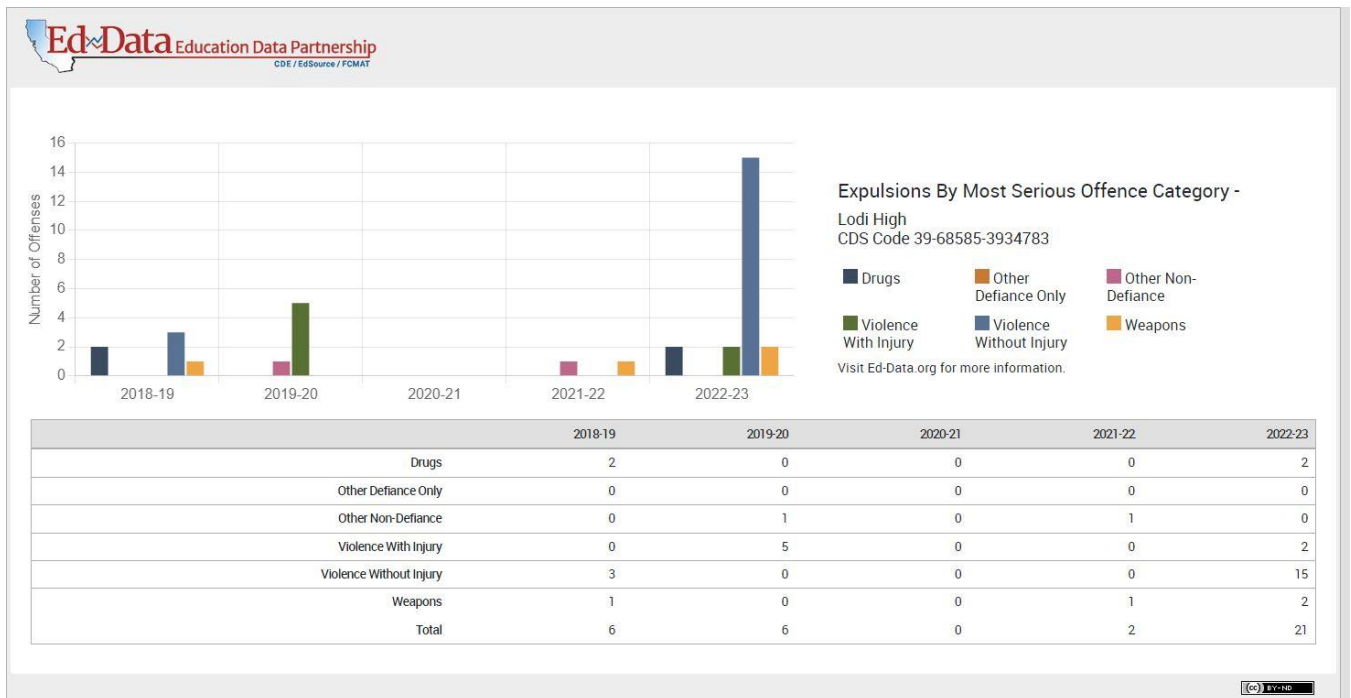 Ed Data Education Data Partnership
CDE / EdSource / FCMAT
16
14
12
10
8
6
4
2
0
Number of Offenses
2018-19 2019-20 2020-21 2021-22 2022-23
Expulsions By Most Serious Offence Category -
Lodi High
CDS Code 39-68585-3934783
Drugs
Other
Defiance Only
Other Non-
Defiance
Violence
With Injury
Violence
Without Injury
Weapons
Visit Ed-Data.org for more information.
2018-19 2019-20 2020-21 2021-22 2022-23
Drugs 2 0 0 0 2
Other Defiance Only 0 0 0 0 0
Other Non-Defiance 0 1 0 1 0
Violence With Injury 0 5 0 0 2
Violence Without Injury 3 0 0 0 15
Weapons 1 0 0 1 2
Total 6 6 0 2 21
cc BY-ND